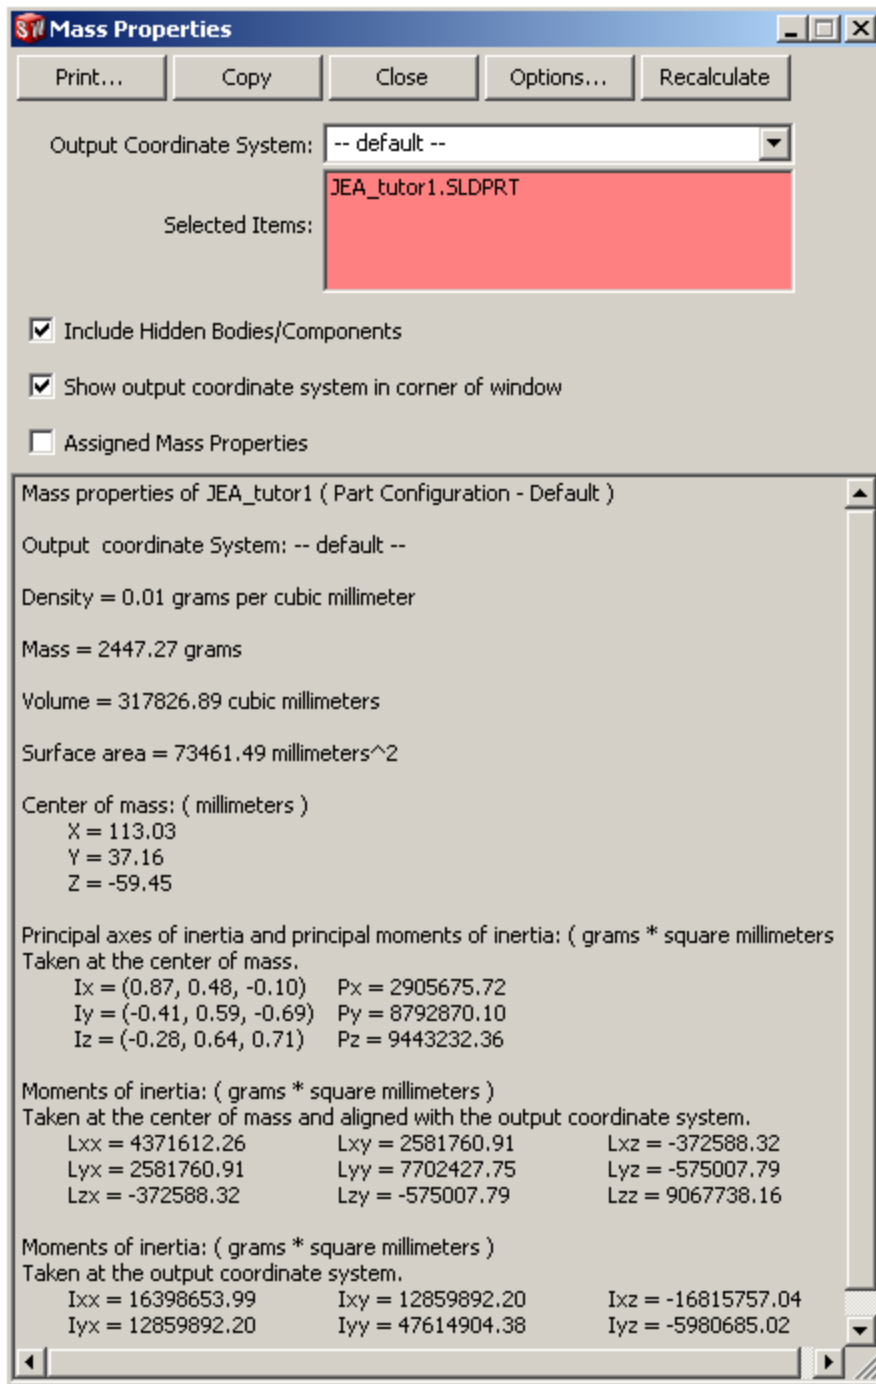 SW Mass Properties
Print... Copy Close Options... Recalculate
Output Coordinate System: -- default --
JEA_tutor1.SLDPRT
Selected Items:
Include Hidden Bodies/Components
Show output coordinate system in corner of window
Assigned Mass Properties
Mass properties of JEA_tutor1 ( Part Configuration - Default )
Output coordinate System: -- default --
Density = 0.01 grams per cubic millimeter
Mass = 2447.27 grams
Volume = 317826.89 cubic millimeters
Surface area = 73461.49 millimeters^2
Center of mass: ( millimeters )
X = 113.03
Y = 37.16
Z = -59.45
Principal axes of inertia and principal moments of inertia: ( grams * square millimeters
Taken at the center of mass.
Ix = (0.87, 0.48, -0.10) Px = 2905675.72
Iy = (-0.41, 0.59, -0.69) Py = 8792870.10
Iz = (-0.28, 0.64, 0.71) Pz = 9443232.36
Moments of inertia: ( grams * square millimeters )
Taken at the center of mass and aligned with the output coordinate system.
Lxx = 4371612.26 Lxy = 2581760.91 Lxz = -372588.32
Lyx = 2581760.91 Lyy = 7702427.75 Lyz = -575007.79
Lzx = -372588.32 Lzy = -575007.79 Lzz = 9067738.16
Moments of inertia: ( grams * square millimeters )
Taken at the output coordinate system.
Ixx = 16398653.99 Ixy = 12859892.20 Ixz = -16815757.04
Iyx = 12859892.20 Iyy = 47614904.38 Iyz = -5980685.02